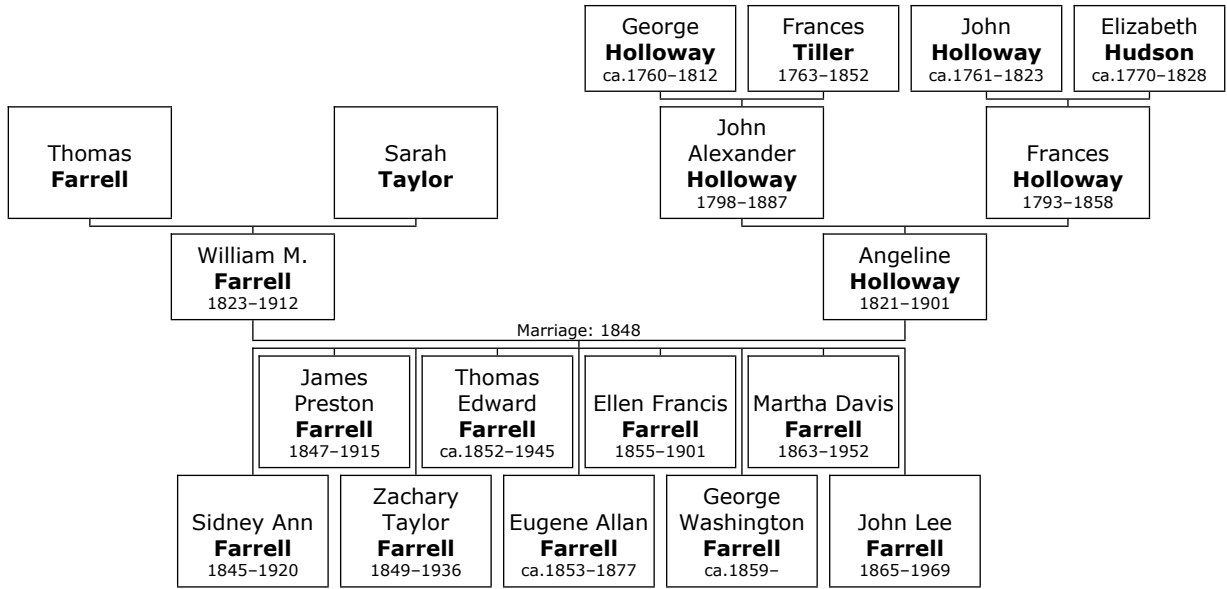 George
Holloway
ca.1760–1812
Frances
Tiller
1763–1852
John
Holloway
ca.1761–1823
Elizabeth
Hudson
ca.1770–1828
Thomas
Farrell
Sarah
Taylor
John
Alexander
Holloway
1798–1887
Frances
Holloway
1793–1858
William M.
Farrell
1823–1912
Angeline
Holloway
1821–1901
Marriage: 1848
James
Preston
Farrell
1847–1915
Thomas
Edward
Farrell
ca.1852–1945
Ellen Francis
Farrell
1855–1901
Martha Davis
Farrell
1863–1952
Sidney Ann
Farrell
1845–1920
Zachary
Taylor
Farrell
1849–1936
Eugene Allan
Farrell
ca.1853–1877
George
Washington
Farrell
ca.1859–
John Lee
Farrell
1865–1969